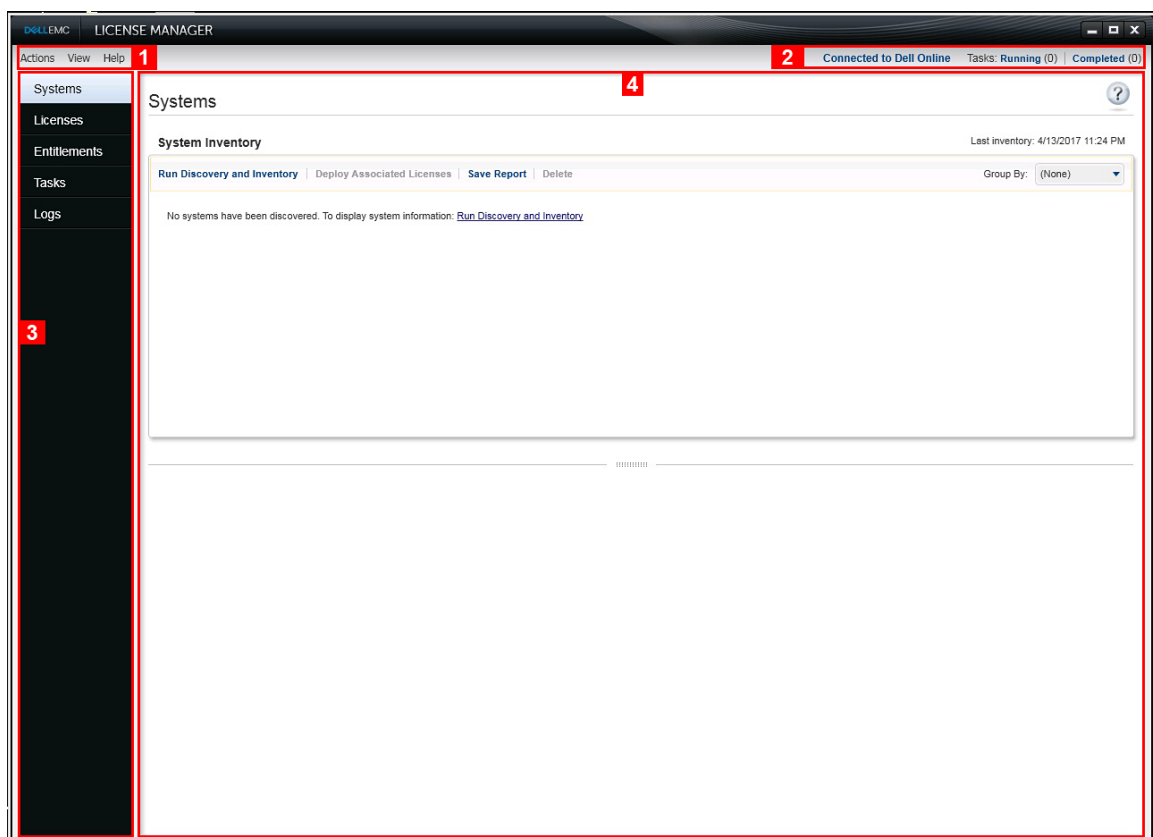 DELLEMC LICENSE MANAGER
Actions View Help 1 2 Connected to Dell Online Tasks: Running (0) | Completed (0)
Systems
Licenses
Entitlements
Tasks
Logs
3
4
Systems
?
System Inventory Last inventory: 4/13/2017 11:24 PM
Run Discovery and Inventory | Deploy Associated Licenses | Save Report | Delete Group By: (None)
No systems have been discovered. To display system information: Run Discovery and Inventory